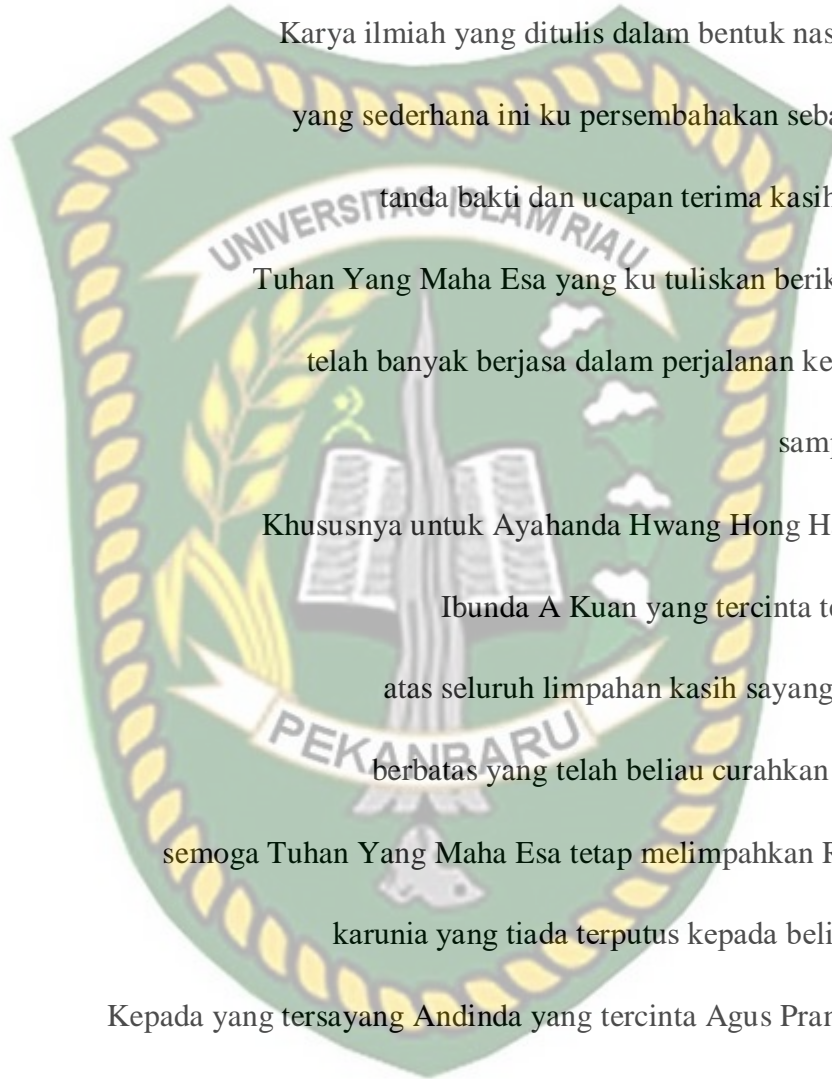 Karya ilmiah yang ditulis dalam bentuk nas
yang sederhana ini ku persembahakan seba
tanda bakti dan ucapan terima kasih
UNIVERSITAS ISLAM RIAU
Tuhan Yang Maha Esa yang ku tuliskan berik
telah banyak berjasa dalam perjalanan ke
samp
Khususnya untuk Ayahanda Hwang Hong H
Ibunda A Kuan yang tercinta te
atas seluruh limpahan kasih sayang
PEKANBARU
berbatas yang telah beliau curahkan
semoga Tuhan Yang Maha Esa tetap melimpahkan R
karunia yang tiada terputus kepada beli
Kepada yang tersayang Andinda yang tercinta Agus Pran